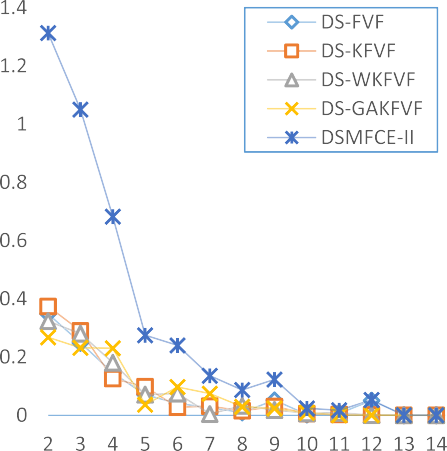 1.4
1.2
1
0.8
0.6
0.4
0.2
0
2 3 4 5 6 7 8 9 10 11 12 13 14
DS-FVF
DS-KFVF
DS-WKFVF
DS-GAKFVF
DSMFCE-II